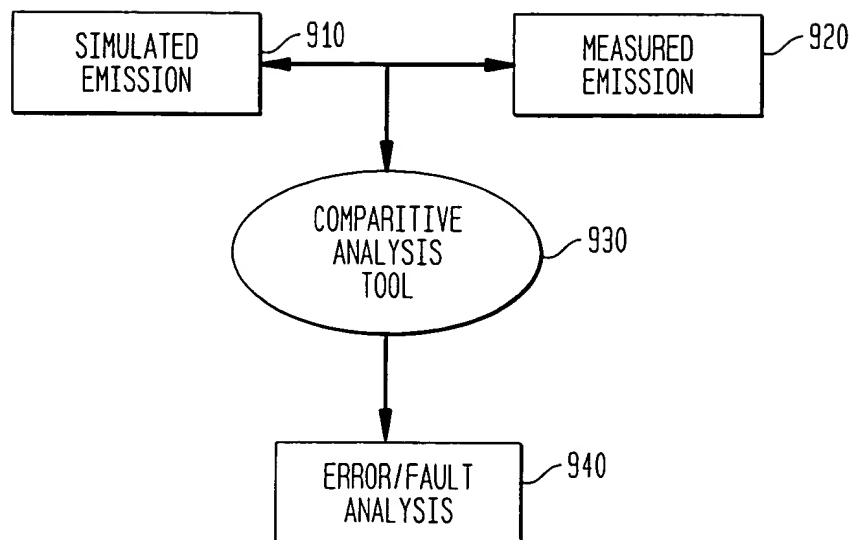 SIMULATED
EMISSION
910
MEASURED
EMISSION
920
COMPARITIVE
ANALYSIS
TOOL
930
ERROR/FAULT
ANALYSIS
940